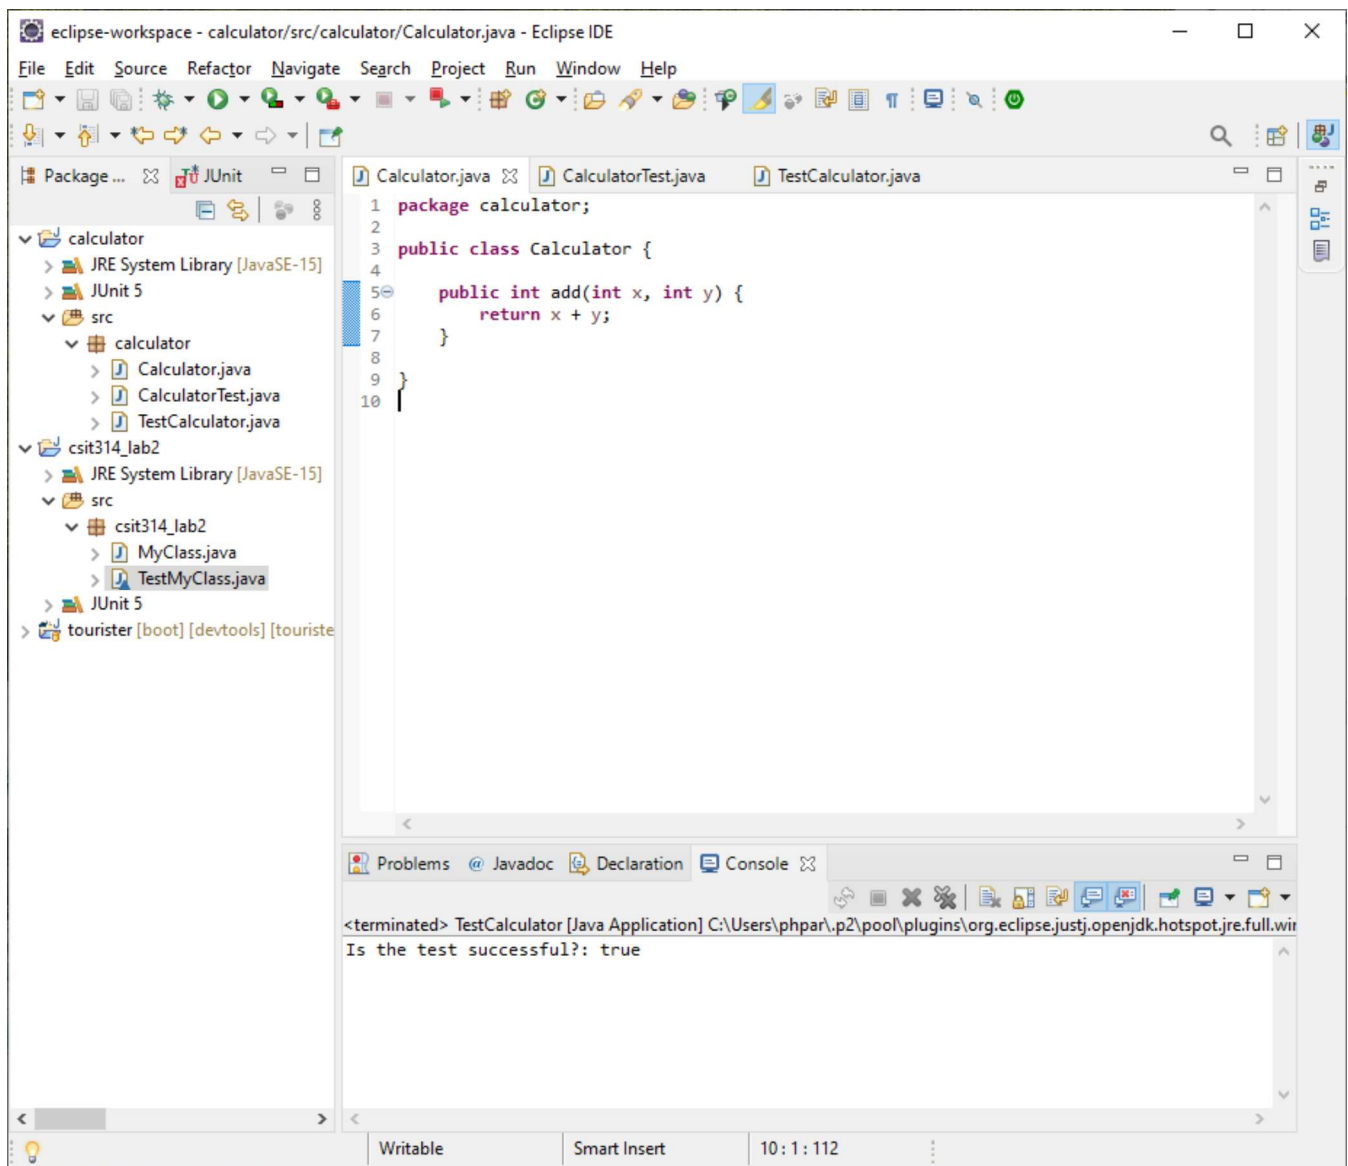 eclipse-workspace - calculator/src/calculator/Calculator.java - Eclipse IDE
File Edit Source Refactor Navigate Search Project Run Window Help
Package ... JUnit
calculator
JRE System Library [JavaSE-15]
JUnit 5
src
calculator
Calculator.java
CalculatorTest.java
TestCalculator.java
csit314_lab2
JRE System Library [JavaSE-15]
src
csit314_lab2
MyClass.java
TestMyClass.java
JUnit 5
tourister [boot] [devtools] [touriste
Calculator.java CalculatorTest.java TestCalculator.java
1 package calculator;
2
3 public class Calculator {
4
5 public int add(int x, int y) {
6 return x + y;
7 }
8
9 }
10
Problems @ Javadoc Declaration Console
<terminated> TestCalculator [Java Application] C:\Users\phpar\.p2\pool\plugins\org.eclipse.justj.openjdk.hotspot.jre.full.wir
Is the test successful?: true
Writable Smart Insert 10 : 1 : 112